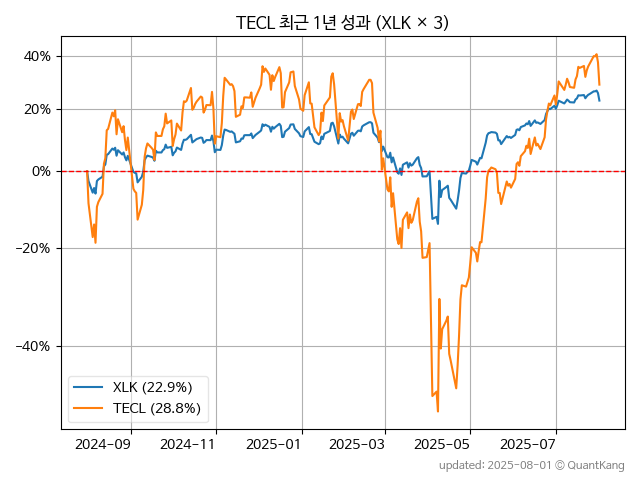 TECL 최근 1년 성과 (XLK × 3)
40%
20%
0%
−20%
−40%
XLK (22.9%)
TECL (28.8%)
2024−09 2024−11 2025−01 2025−03 2025−05 2025−07
updated: 2025-08-01 © QuantKang